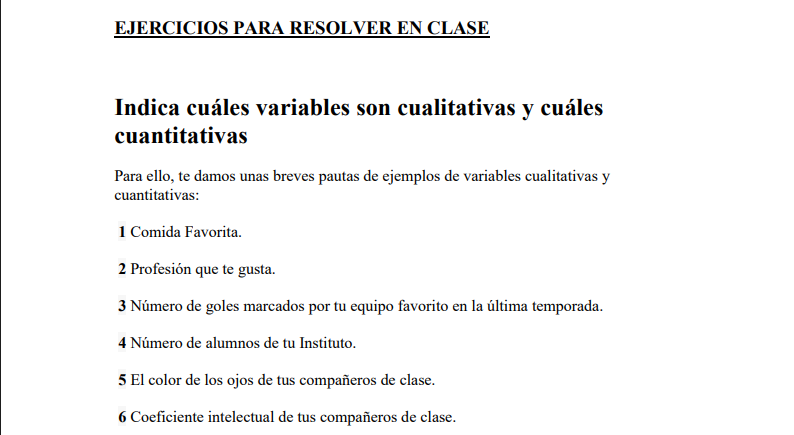 EJERCICIOS PARA RESOLVER EN CLASE
Indica cuáles variables son cualitativas y cuáles
cuantitativas
Para ello, te damos unas breves pautas de ejemplos de variables cualitativas y
cuantitativas:
1 Comida Favorita.
2 Profesión que te gusta.
3 Número de goles marcados por tu equipo favorito en la última temporada.
4 Número de alumnos de tu Instituto.
5 El color de los ojos de tus compañeros de clase.
6 Coeficiente intelectual de tus compañeros de clase.